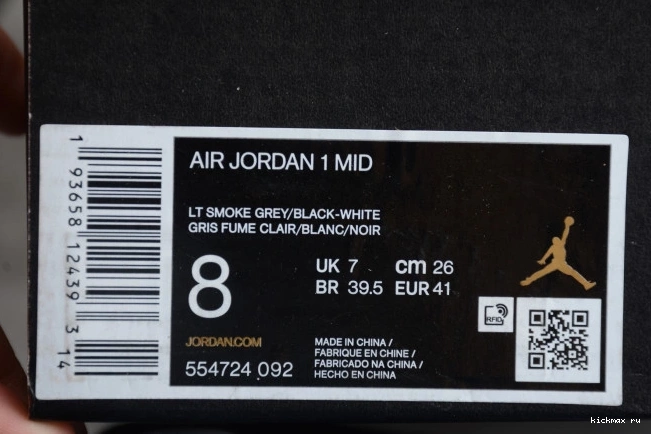 AIR JORDAN 1 MID
LT SMOKE GREY/BLACK-WHITE
GRIS FUME CLAIR/BLANC/NOIR
8
UK 7 cm 26
BR 39.5 EUR 41
RFID
JORDAN.COM
554724 092
MADE IN CHINA /
FABRIQUE EN CHINE /
FABRICADO NA CHINA /
HECHO EN CHINA
1 93658 12439 3 14
kickmax ru